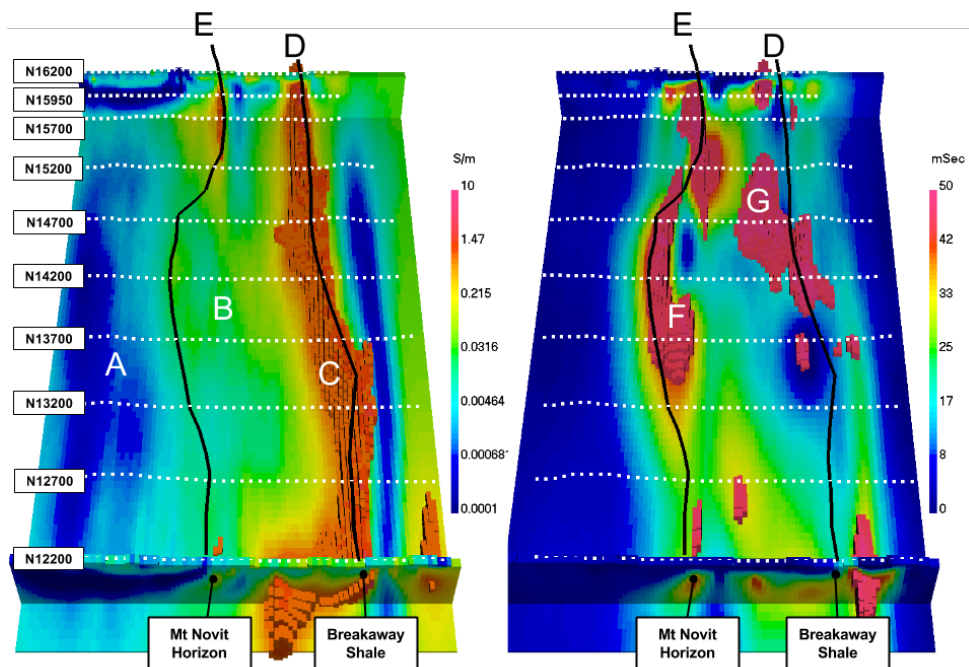 E
D
E
D
N16200
N15950
N15700
N15200
N14700
N14200
N13700
N13200
N12700
N12200
S/m
10
1.47
0.215
0.0316
0.00464
0.00068
0.0001
mSec
50
42
33
25
17
8
0
A
B
C
F
G
Mt Novit
Horizon
Breakaway
Shale
Mt Novit
Horizon
Breakaway
Shale